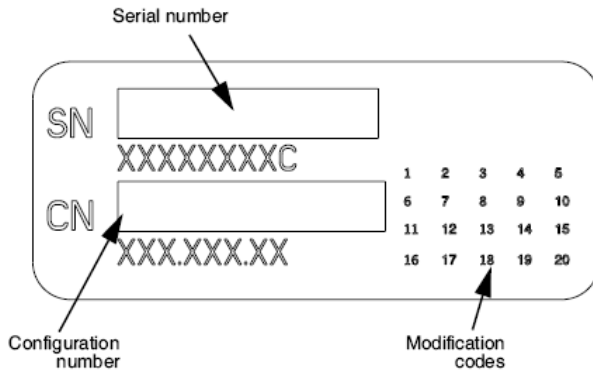 Serial number
SN
XXXXXXXXC
CN
XXX.XXX.XX
1 2 3 4 5
6 7 8 9 10
11 12 13 14 15
16 17 18 19 20
Configuration
number
Modification
codes